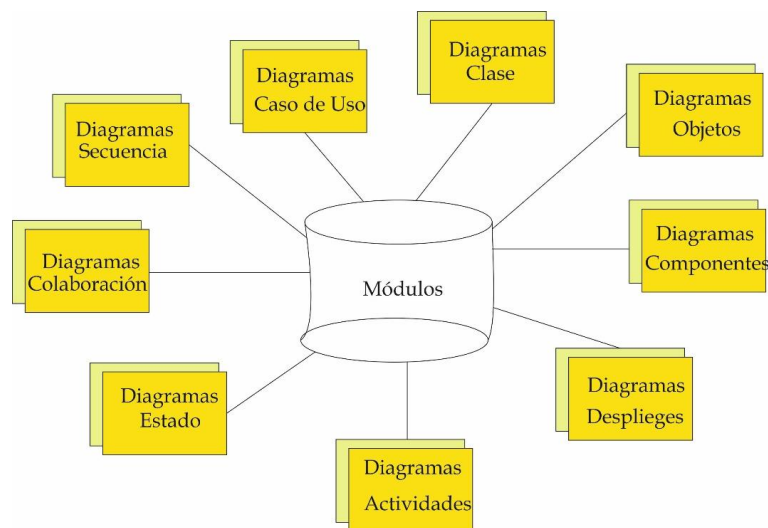 Diagramas
Clase
Diagramas
Caso de Uso
Diagramas
Objetos
Diagramas
Secuencia
Diagramas
Componentes
Diagramas
Colaboración
Módulos
Diagramas
Desplieges
Diagramas
Estado
Diagramas
Actividades